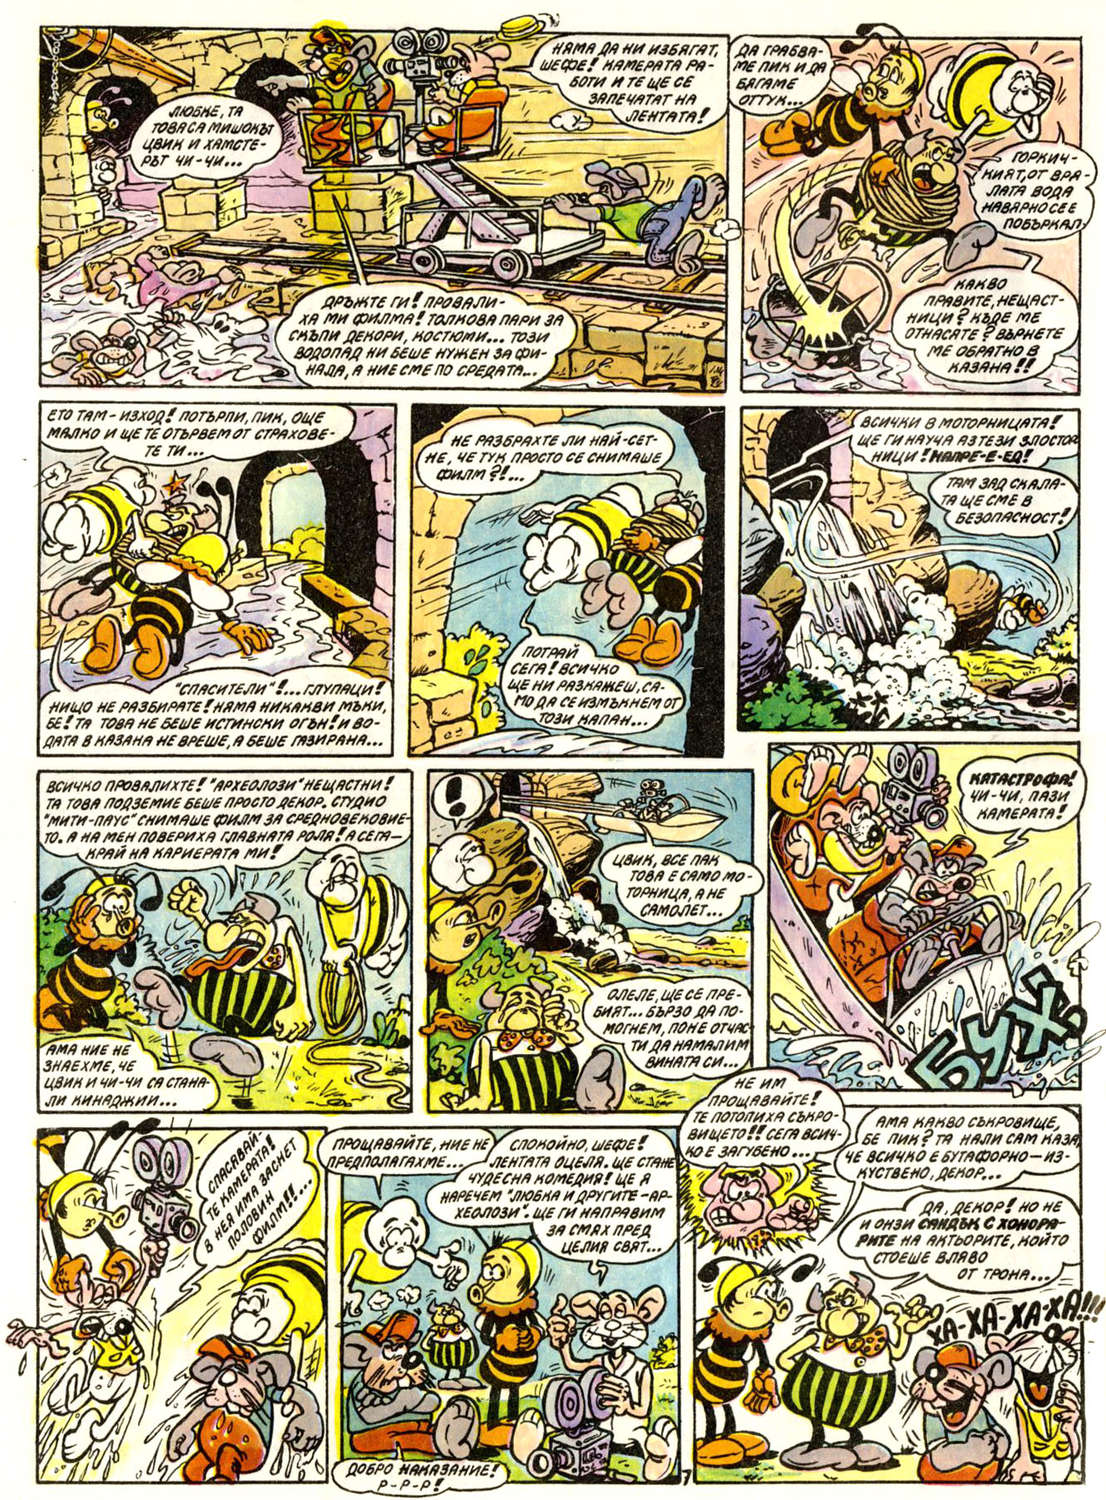 ЛЮБКЕ, ТА
ТОВА СА МИШОКЪТ
ЦВИК И ХАМСТЕ-
РЪТ ЧИ-ЧИ...
НЯМА ДА НИ ИЗБЯГАТ,
ШЕФЕ! КАМЕРАТА РА-
БОТИ И ТЕ ЩЕ СЕ
ЗАПЕЧАТАТ НА
ЛЕНТАТА!
ДРЪЖТЕ ГИ! ПРОВАЛИ-
ХА МИ ФИЛМА! ТОЛКОВА ПАРИ ЗА
СКЪПИ ДЕКОРИ, КОСТЮМИ... ТОЗИ
ВОДОПАД НИ БЕШЕ НУЖЕН ЗА ФИ-
НАЛА, А НИЕ СМЕ ПО СРЕДАТА...
ДА ГРАБВА-
МЕ ПИК И ДА
БЯГАМЕ
ОТТУК...
ГОРКИЧ-
КИЯТ, ОТ ВРЯ-
ЛАТА ВОДА
НАВЯРНО СЕ Е
ПОБЪРКАЛ.
КАКВО
ПРАВИТЕ, НЕЩАСТ-
НИЦИ? КЪДЕ МЕ
ОТНАСЯТЕ? ВЪРНЕТЕ
МЕ ОБРАТНО В
КАЗАНА!!
ЕТО ТАМ - ИЗХОД! ПОТЪРПИ, ПИК, ОЩЕ
МАЛКО И ЩЕ ТЕ ОТЪРВЕМ ОТ СТРАХОВЕ-
ТЕ ТИ...
"СПАСИТЕЛИ"!... ГЛУПАЦИ!
НИЩО НЕ РАЗБИРАТЕ! НЯМА НИКАКВИ МЪКИ,
БЕ! ТА ТОВА НЕ БЕШЕ ИСТИНСКИ ОГЪН! И ВО-
ДАТА В КАЗАНА НЕ ВРЕШЕ, А БЕШЕ ГАЗИРАНА...
НЕ РАЗБРАХТЕ ЛИ НАЙ-СЕТ-
НЕ, ЧЕ ТУК ПРОСТО СЕ СНИМАШЕ
ФИЛМ?!...
ПОТРАЙ
СЕГА! ВСИЧКО
ЩЕ НИ РАЗКАЖЕШ, СА-
МО ДА СЕ ИЗМЪКНЕМ ОТ
ТОЗИ КАПАН...
ВСИЧКИ В МОТОРНИЦАТА!
ЩЕ ГИ НАУЧА АЗ ТЕЗИ ЗЛОСТОР-
НИЦИ! НАПРЕ-Е-ЕД!
ТАМ ЗАД СКАЛА-
ТА ЩЕ СМЕ В
БЕЗОПАСНОСТ!
ВСИЧКО ПРОВАЛИХТЕ! "АРХЕОЛОЗИ" НЕЩАСТНИ!
ТА ТОВА ПОДЗЕМИЕ БЕШЕ ПРОСТО ДЕКОР. СТУДИО
"МИТИ-ПАУС" СНИМАШЕ ФИЛМ ЗА СРЕДНОВЕКОВИЕ-
ТО. А НА МЕН ПОВЕРИХА ГЛАВНАТА РОЛЯ! А СЕГА -
КРАЙ НА КАРИЕРАТА МИ!
АМА НИЕ НЕ
ЗНАЕХМЕ, ЧЕ
ЦВИК И ЧИ-ЧИ СА СТАНА-
ЛИ КИНАДЖИИ...
!
ЦВИК, ВСЕ ПАК
ТОВА Е САМО МО-
ТОРНИЦА, А НЕ
САМОЛЕТ...
ОЛЕЛЕ, ЩЕ СЕ ПРЕ-
БИЯТ... БЪРЗО ДА ПО-
МОГНЕМ, ПОНЕ ОТЧАС-
ТИ ДА НАМАЛИМ
ВИНАТА СИ...
КАТАСТРОФА!
ЧИ-ЧИ, ПАЗИ
КАМЕРАТА!
БУХ!
СПАСЯВАЙ-
ТЕ КАМЕРАТА!
В НЕЯ ИМА ЗАСНЕТ
ПОЛОВИН
ФИЛМ!!...
ПРОЩАВАЙТЕ, НИЕ НЕ
ПРЕДПОЛАГАХМЕ...
СПОКОЙНО, ШЕФЕ!
ЛЕНТАТА ОЦЕЛЯ. ЩЕ СТАНЕ
ЧУДЕСНА КОМЕДИЯ! ЩЕ Я
НАРЕЧЕМ "ЛЮБКА И ДРУГИТЕ - АР-
ХЕОЛОЗИ". ЩЕ ГИ НАПРАВИМ
ЗА СМЯХ ПРЕД
ЦЕЛИЯ СВЯТ...
ДОБРО НАКАЗАНИЕ!
Р-Р-Р!
7
НЕ ИМ
ПРОЩАВАЙТЕ!
ТЕ ПОТОПИХА СЪКРО-
ВИЩЕТО!! СЕГА ВСИЧ-
КО Е ЗАГУБЕНО...
АМА КАКВО СЪКРОВИЩЕ,
БЕ ПИК? ТА НАЛИ САМ КАЗА,
ЧЕ ВСИЧКО Е БУТАФОРНО - ИЗ-
КУСТВЕНО, ДЕКОР...
ДА, ДЕКОР! НО НЕ
И ОНЗИ САНДЪК С ХОНОРА-
РИТЕ НА АКТЬОРИТЕ, КОЙТО
СТОЕШЕ ВЛЯВО
ОТ ТРОНА...
ХА-ХА-ХА-ХА!!!